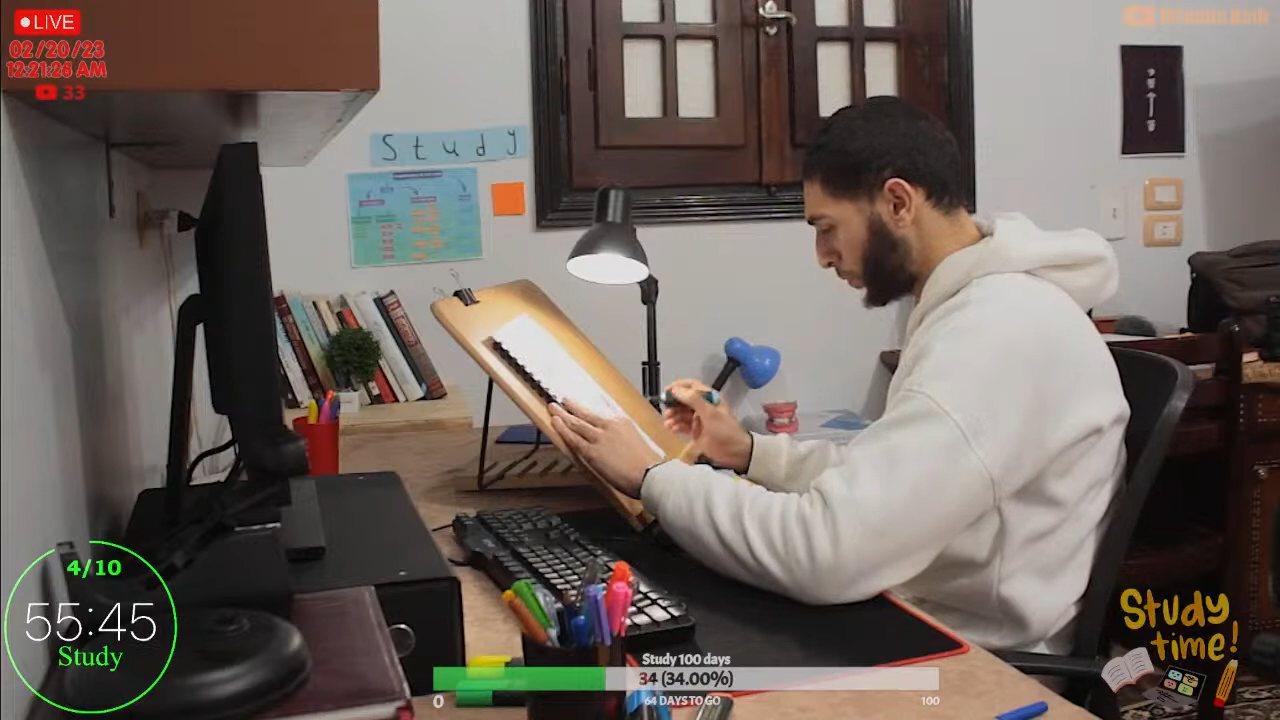 LIVE
02/20/23
12:21:26 AM
33
Study
4/10
55:45
Study
Study 100 days
34 (34.00%)
0
64 DAYS TO GO
100
Study
time!